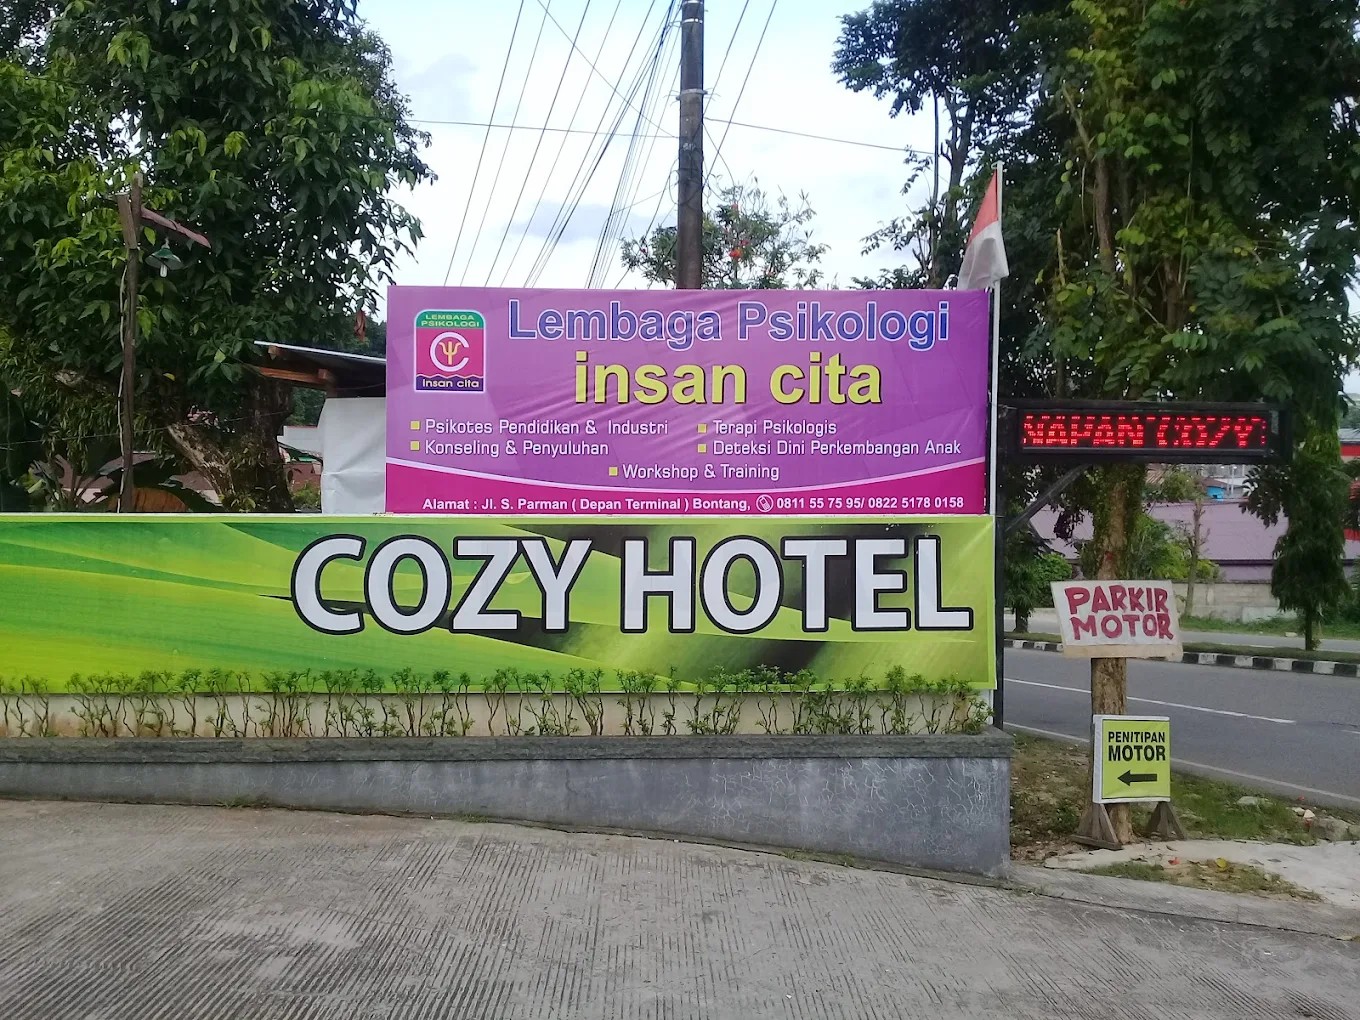 LEMBAGA
PSIKOLOGI
insan cita
Lembaga Psikologi
insan cita
Psikotes Pendidikan & Industri
Konseling & Penyuluhan
Terapi Psikologis
Deteksi Dini Perkembangan Anak
Workshop & Training
Alamat : Jl. S. Parman ( Depan Terminal ) Bontang, 0811 55 75 95/ 0822 5178 0158
COZY HOTEL
NAPAN COZY
PARKIR
MOTOR
PENITIPAN
MOTOR